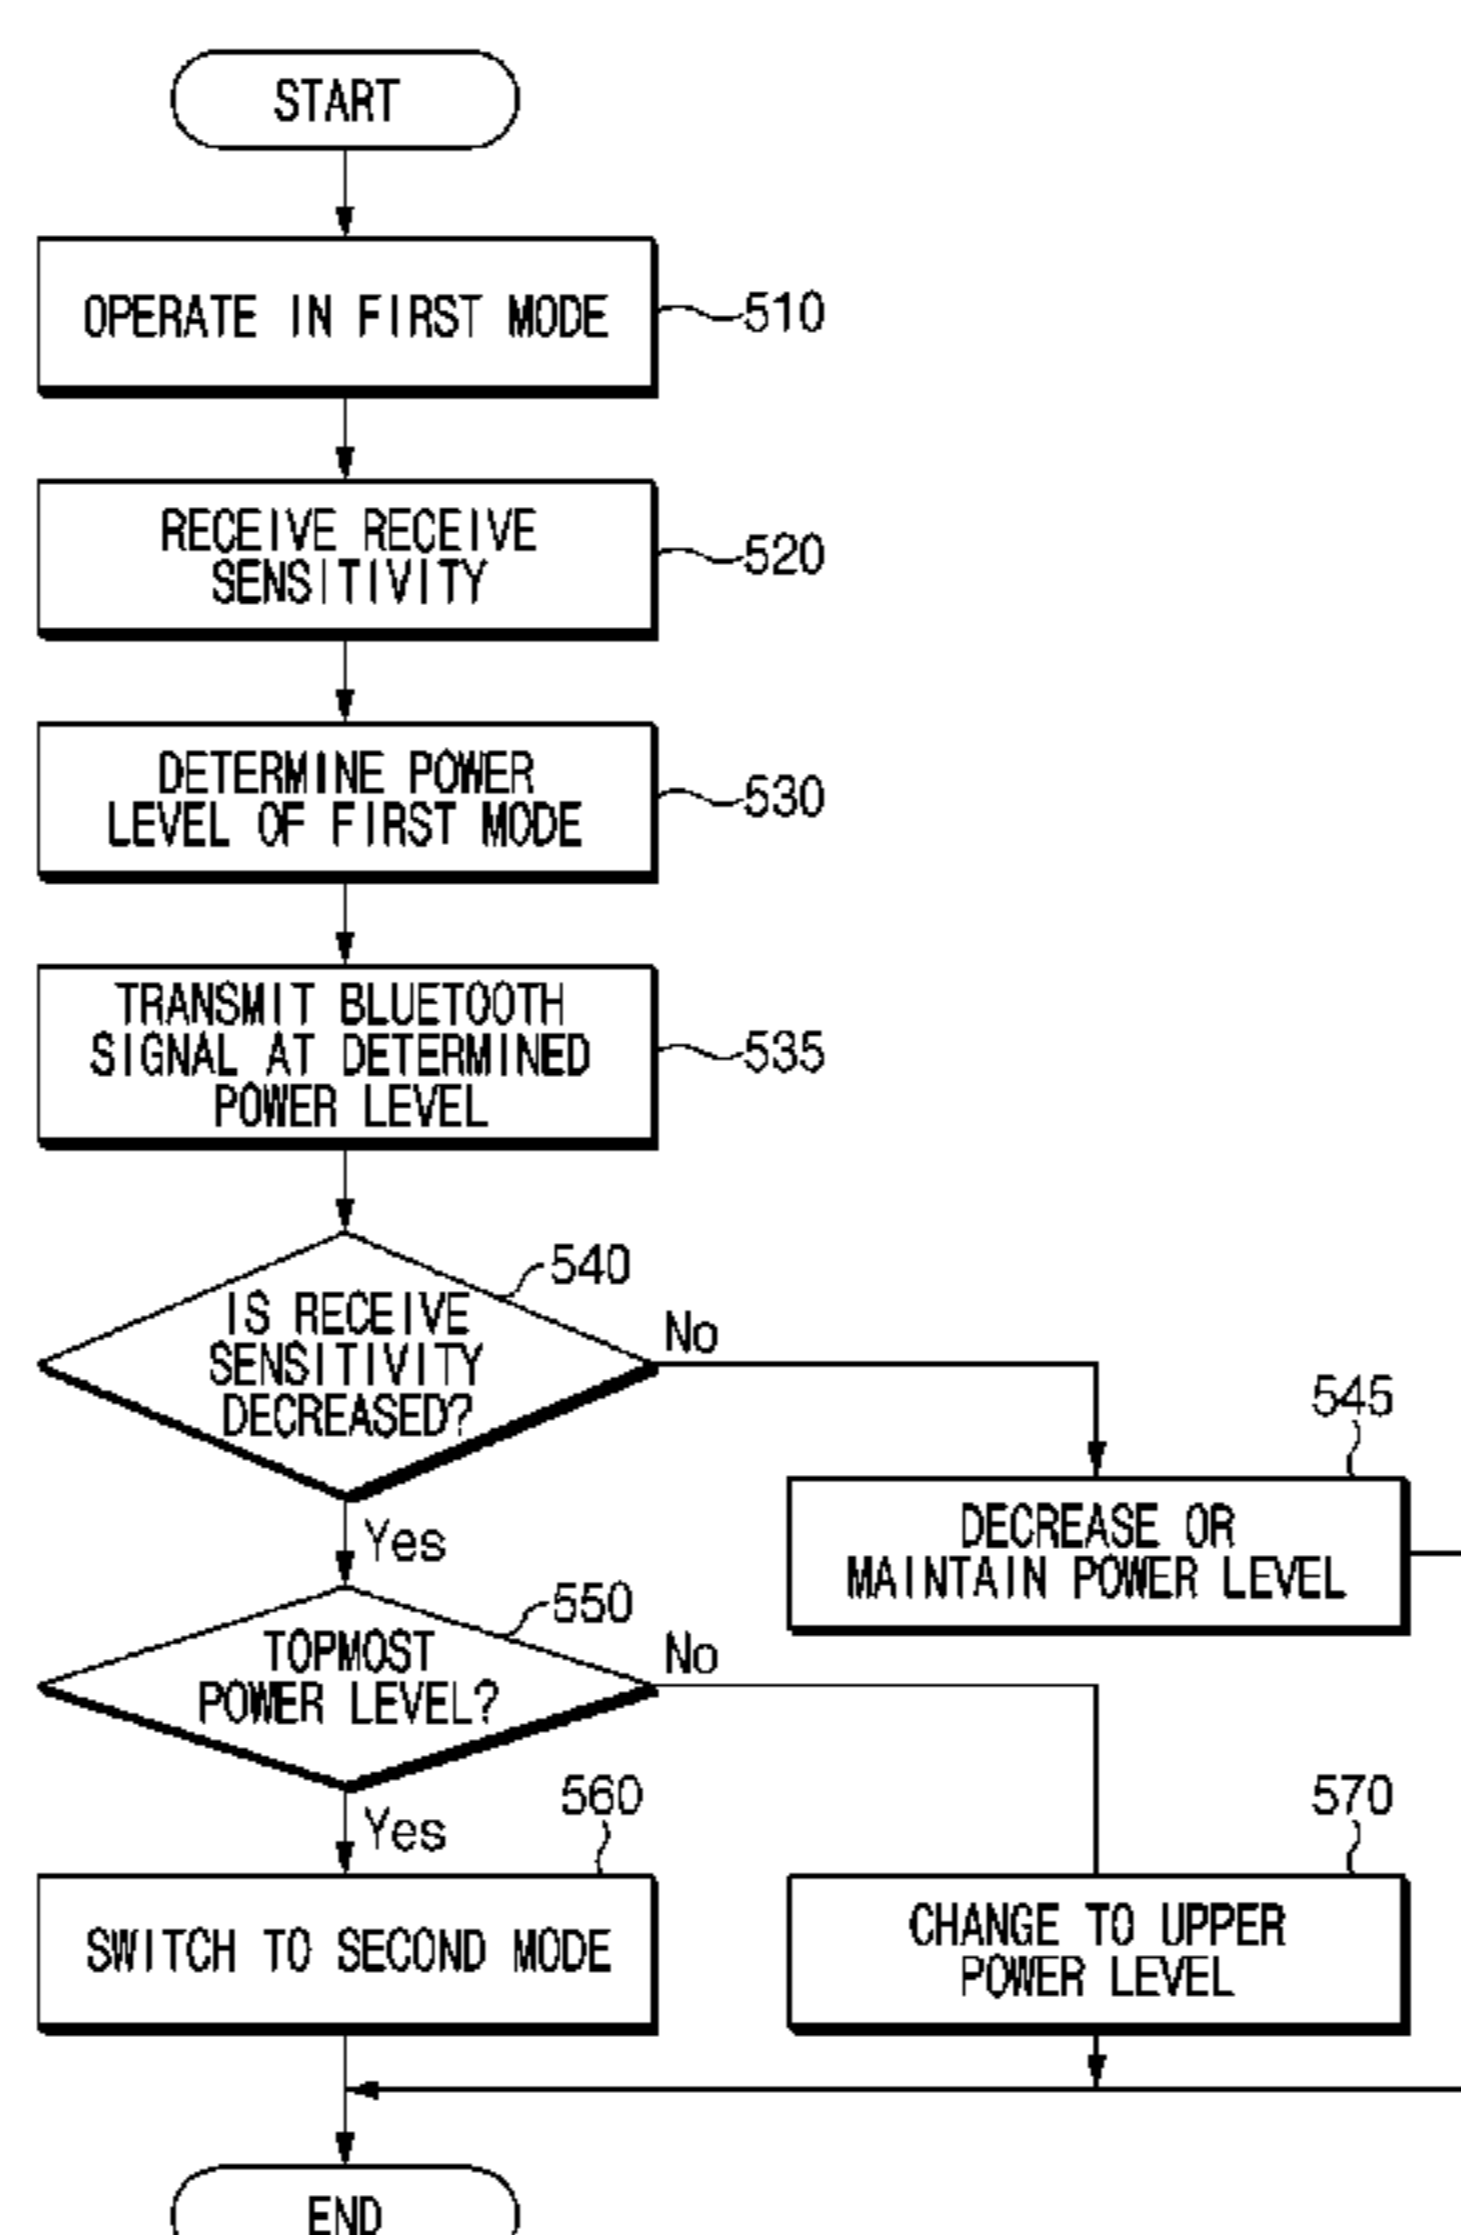 START
OPERATE IN FIRST MODE
510
RECEIVE RECEIVE
SENSITIVITY
520
DETERMINE POWER
LEVEL OF FIRST MODE
530
TRANSMIT BLUETOOTH
SIGNAL AT DETERMINED
POWER LEVEL
535
540
IS RECEIVE
SENSITIVITY
DECREASED?
No
545
DECREASE OR
MAINTAIN POWER LEVEL
Yes
550
TOPMOST
POWER LEVEL?
No
Yes
560
SWITCH TO SECOND MODE
570
CHANGE TO UPPER
POWER LEVEL
END